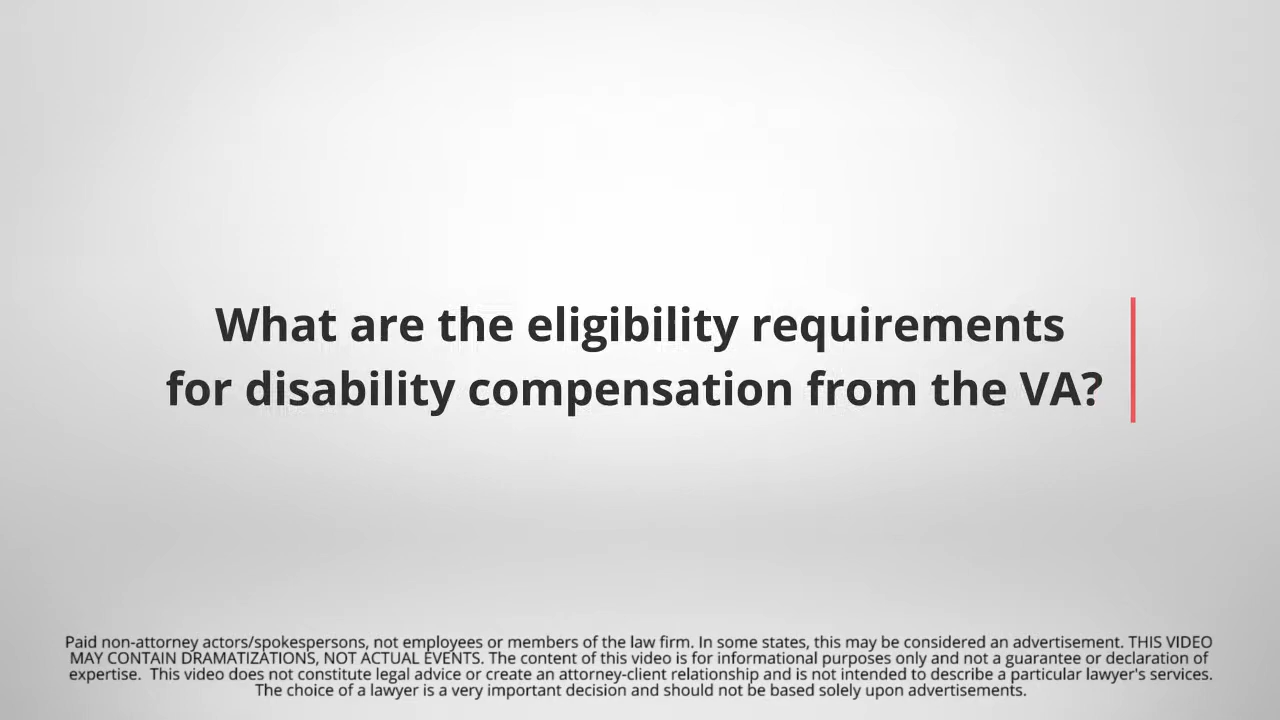 What are the eligibility requirements
for disability compensation from the VA?
Paid non-attorney actors/spokespersons, not employees or members of the law firm. In some states, this may be considered an advertisement. THIS VIDEO
MAY CONTAIN DRAMATIZATIONS, NOT ACTUAL EVENTS. The content of this video is for informational purposes only and not a guarantee or declaration of
expertise.  This video does not constitute legal advice or create an attorney-client relationship and is not intended to describe a particular lawyer's services.
The choice of a lawyer is a very important decision and should not be based solely upon advertisements.